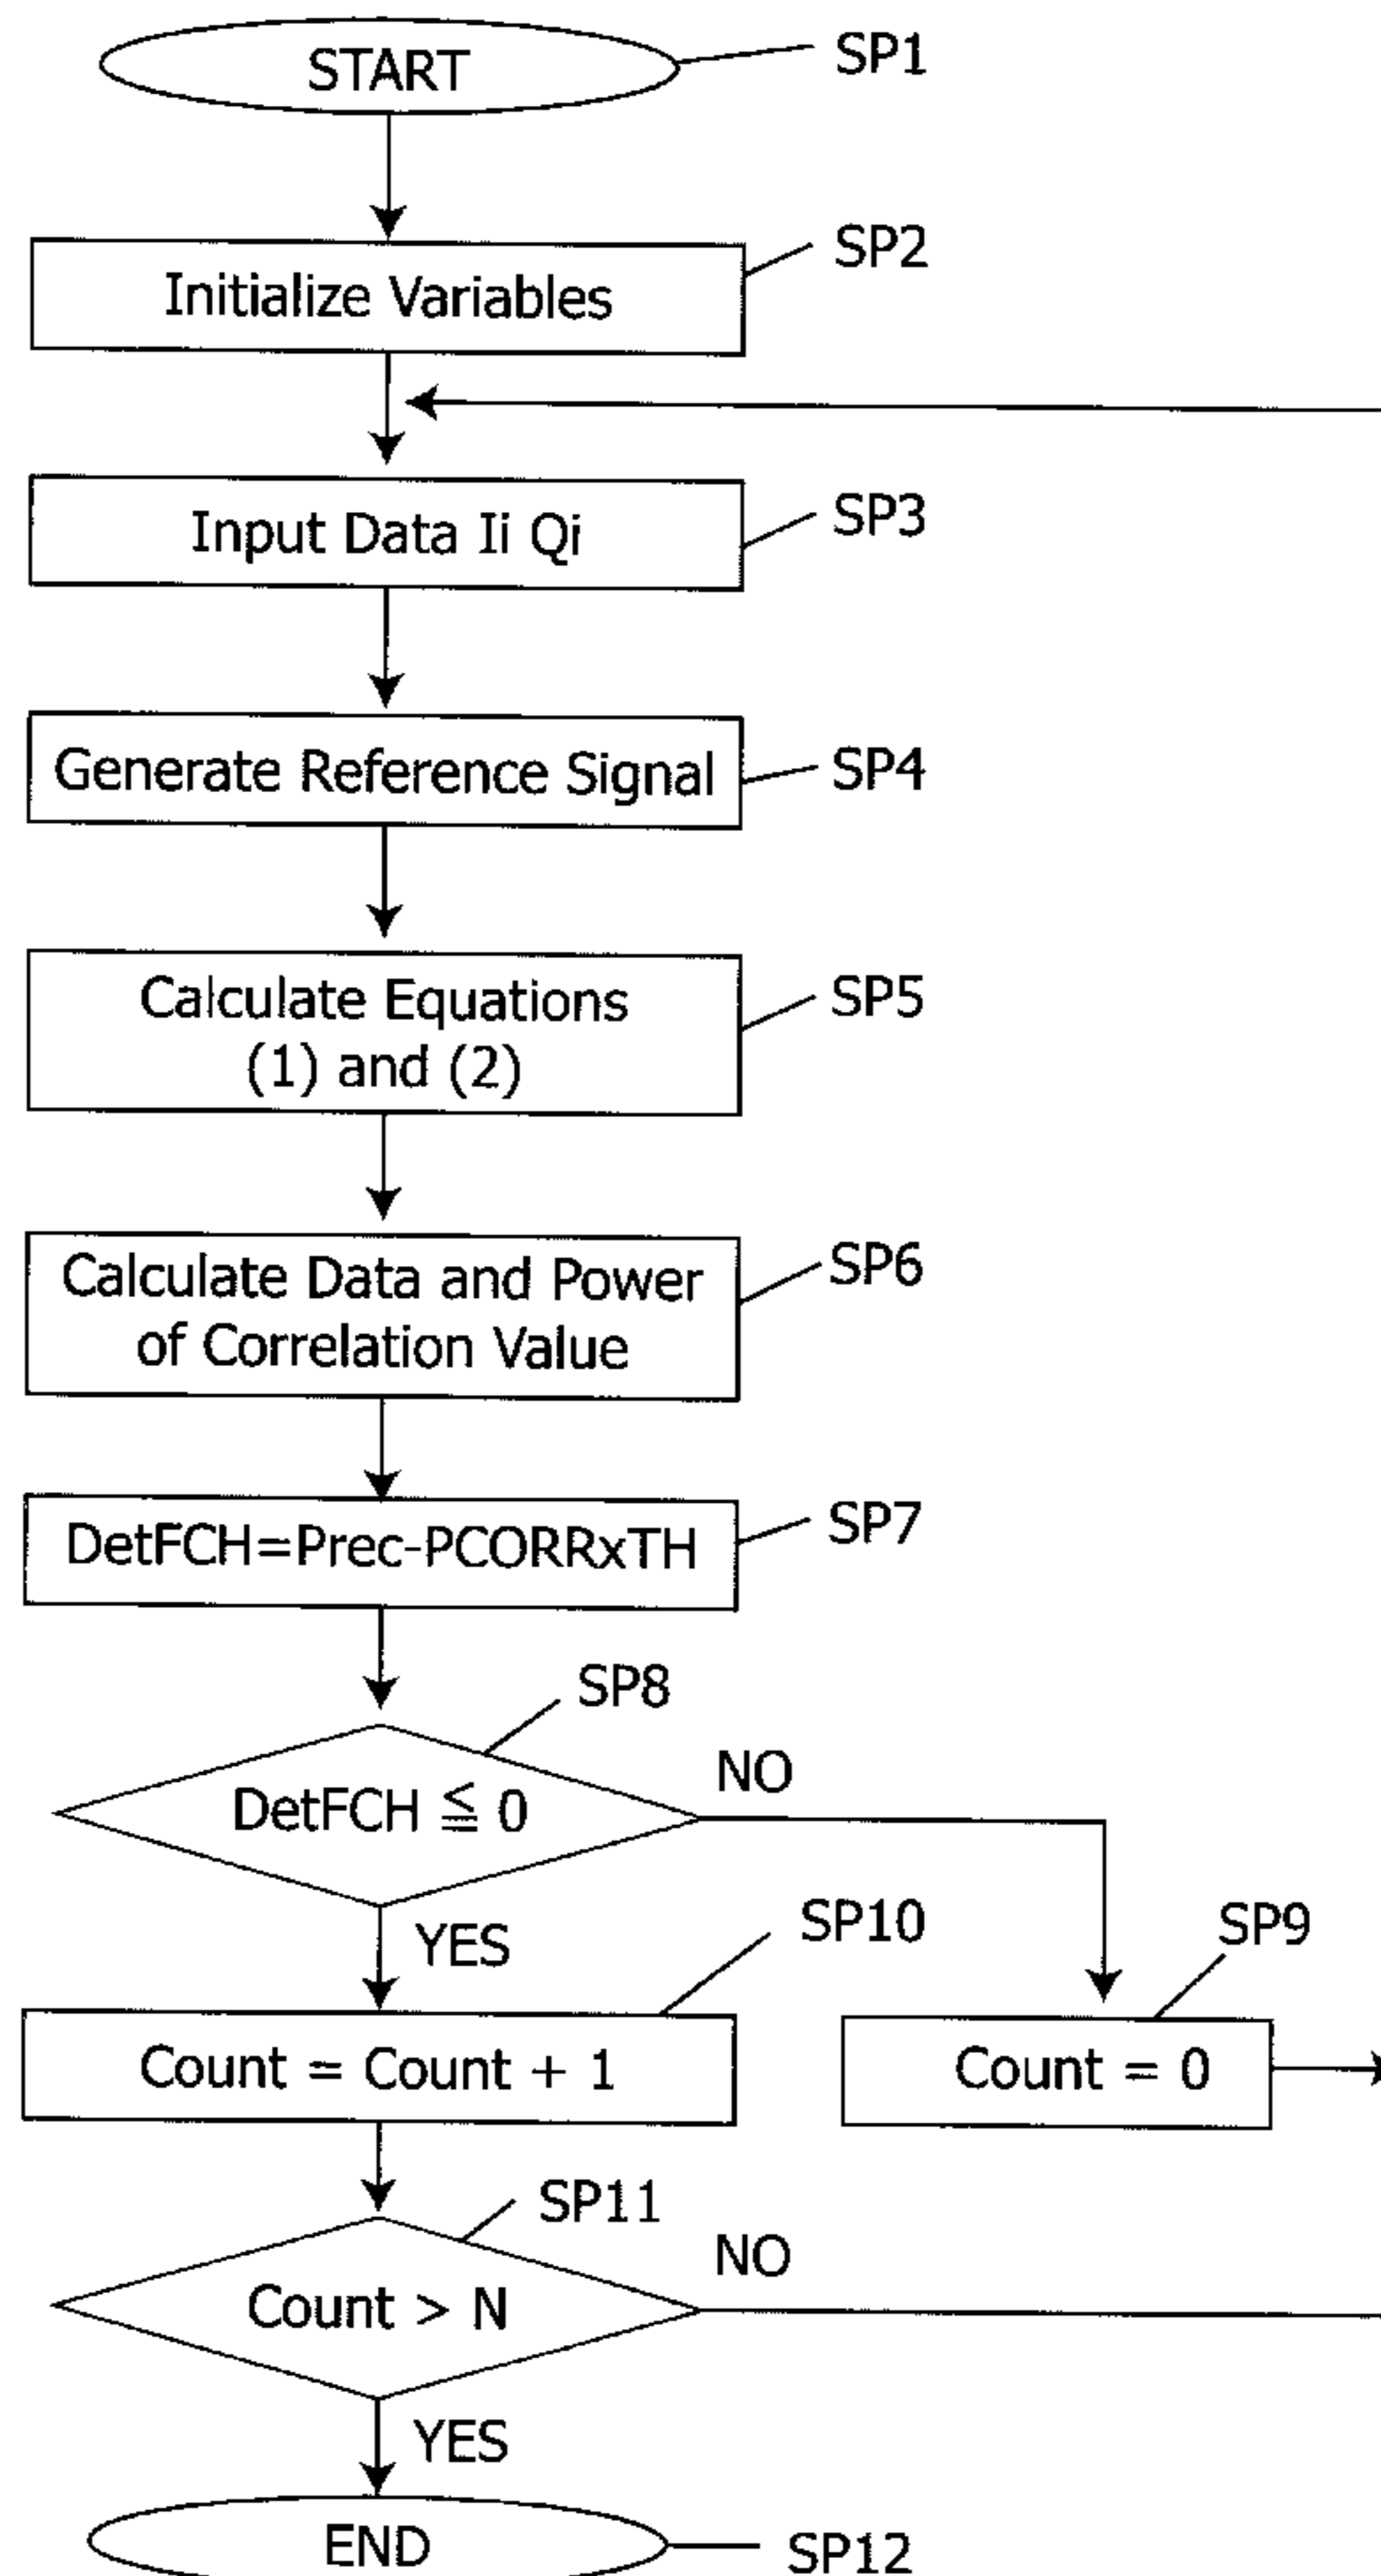 START
SP1
Initialize Variables
SP2
Input Data Ii Qi
SP3
Generate Reference Signal
SP4
Calculate Equations
(1) and (2)
SP5
Calculate Data and Power
of Correlation Value
SP6
DetFCH=Prec-PCORRxTH
SP7
SP8
DetFCH ≦ 0
NO
YES
SP10
SP9
Count = Count + 1
Count = 0
SP11
Count > N
NO
YES
END
SP12